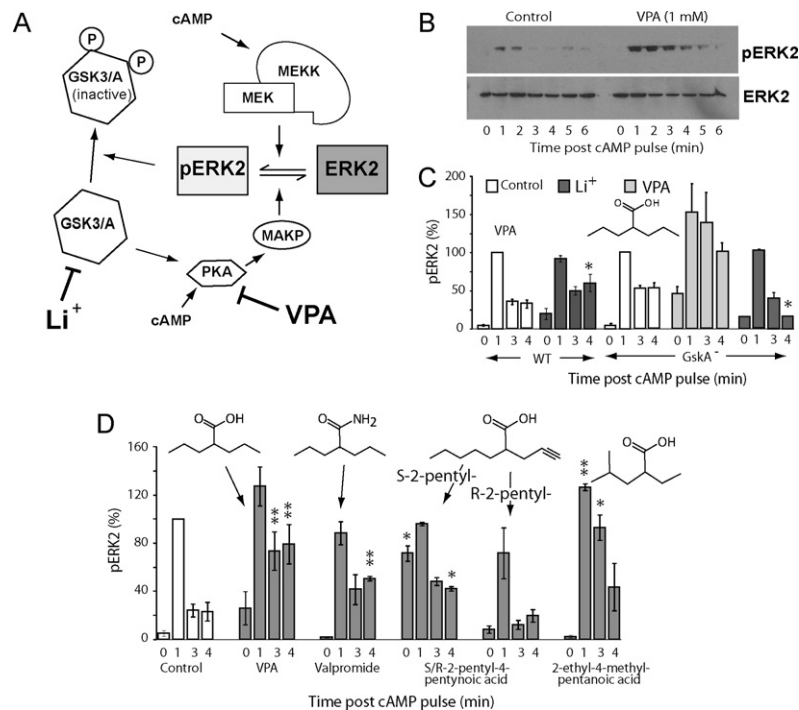 A
cAMP
P
P
GSK3/A
(inactive)
MEKK
MEK
pERK2
ERK2
GSK3/A
MAKP
PKA
Li+
cAMP
VPA
B
Control
VPA (1 mM)
pERK2
ERK2
0 1 2 3 4 5 6 0 1 2 3 4 5 6
Time post cAMP pulse (min)
C
Control
Li+
VPA
200
150
100
50
0
pERK2 (%)
VPA
O
OH
*
*
0 1 3 4 0 1 3 4 0 1 3 4 0 1 3 4 0 1 3 4
WT
GskA-
Time post cAMP pulse (min)
D
160
120
80
40
0
pERK2 (%)
O OH
O NH2
O OH
O OH
S-2-pentyl-
R-2-pentyl-
** ** ** * * ** *
0 1 3 4 0 1 3 4 0 1 3 4 0 1 3 4 0 1 3 4 0 1 3 4
Control
VPA
Valpromide
S/R-2-pentyl-4-
pentynoic acid
2-ethyl-4-methyl-
pentanoic acid
Time post cAMP pulse (min)